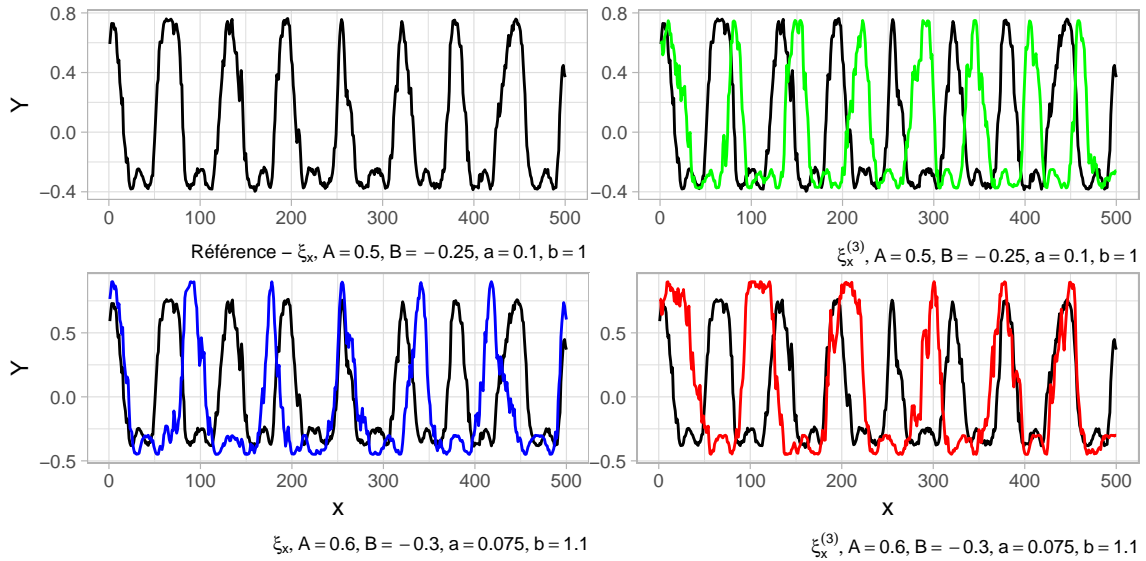 0.8
0.4
0.0
−0.4
Y
0 100 200 300 400 500
Référence − ξx, A = 0.5, B = −0.25, a = 0.1, b = 1
0.8
0.4
0.0
−0.4
0 100 200 300 400 500
ξx(3), A = 0.5, B = −0.25, a = 0.1, b = 1
0.5
0.0
−0.5
Y
0 100 200 300 400 500
x
ξx, A = 0.6, B = −0.3, a = 0.075, b = 1.1
0.5
0.0
−0.5
0 100 200 300 400 500
x
ξx(3), A = 0.6, B = −0.3, a = 0.075, b = 1.1